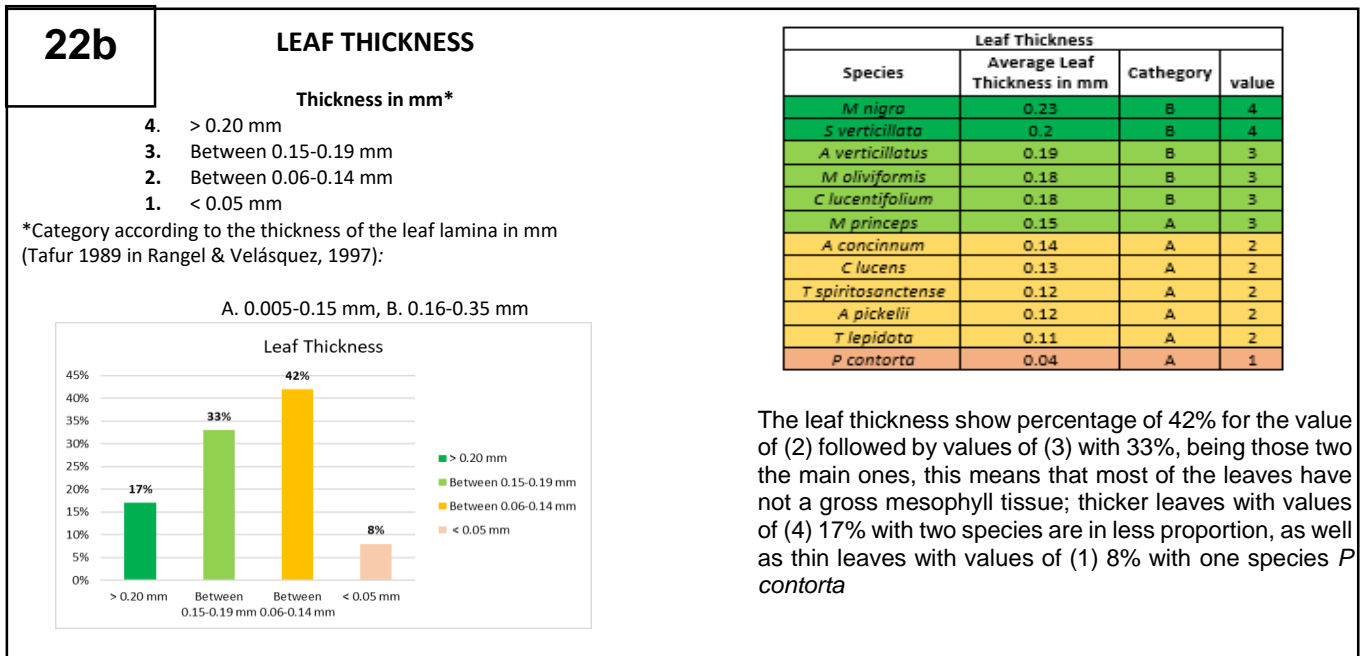 22b
LEAF THICKNESS
Thickness in mm*
4. > 0.20 mm
3. Between 0.15-0.19 mm
2. Between 0.06-0.14 mm
1. < 0.05 mm
*Category according to the thickness of the leaf lamina in mm
(Tafur 1989 in Rangel & Velásquez, 1997):
A. 0.005-0.15 mm, B. 0.16-0.35 mm
Leaf Thickness
45%
40%
35%
30%
25%
20%
15%
10%
5%
0%
17%
33%
42%
8%
> 0.20 mm
Between
0.15-0.19 mm
Between
0.06-0.14 mm
< 0.05 mm
> 0.20 mm
Between 0.15-0.19 mm
Between 0.06-0.14 mm
< 0.05 mm
Leaf Thickness
Species Average Leaf Thickness in mm Cathegory value
M nigra 0.23 B 4
S verticillata 0.2 B 4
A verticillatus 0.19 B 3
M oliviformis 0.18 B 3
C lucentifolium 0.18 B 3
M princeps 0.15 A 3
A concinnum 0.14 A 2
C lucens 0.13 A 2
T spiritosanctense 0.12 A 2
A pickelii 0.12 A 2
T lepidota 0.11 A 2
P contorta 0.04 A 1
The leaf thickness show percentage of 42% for the value
of (2) followed by values of (3) with 33%, being those two
the main ones, this means that most of the leaves have
not a gross mesophyll tissue; thicker leaves with values
of (4) 17% with two species are in less proportion, as well
as thin leaves with values of (1) 8% with one species P
contorta